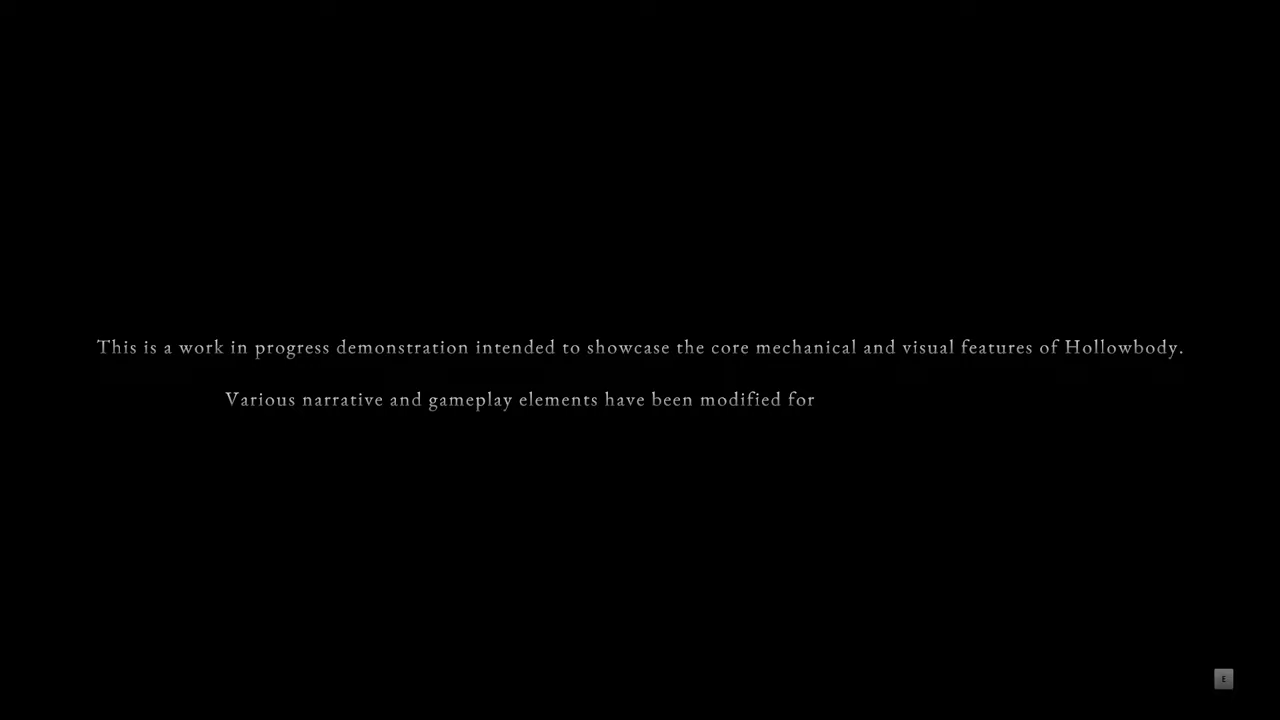 This is a work in progress demonstration intended to showcase the core mechanical and visual features of Hollowbody.
Various narrative and gameplay elements have been modified for
E